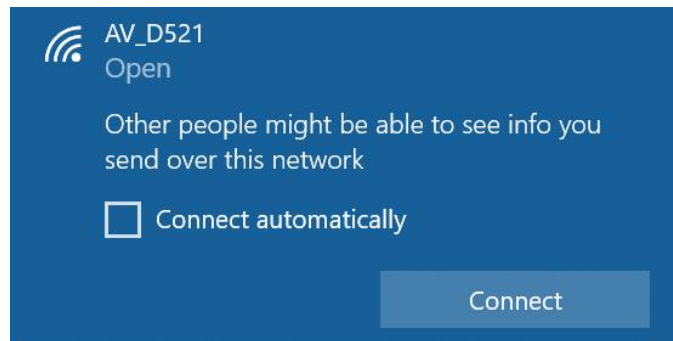 AV_D521
Open
Other people might be able to see info you
send over this network
Connect automatically
Connect